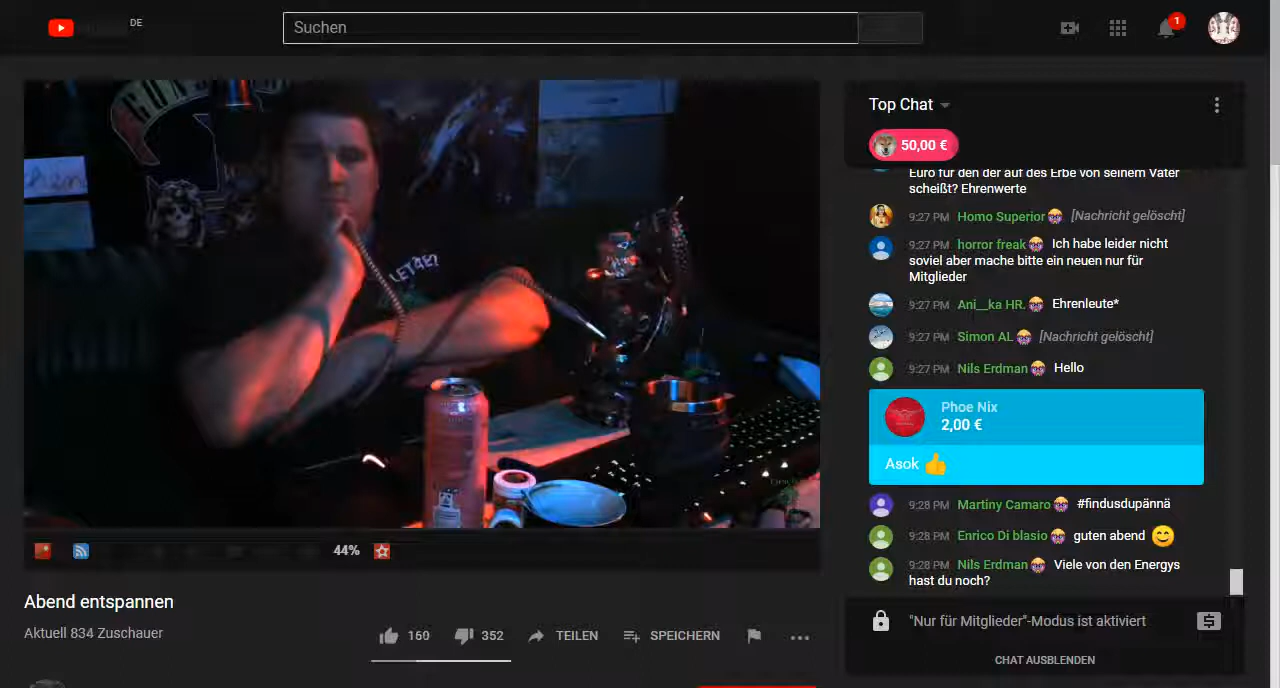 DE
Suchen
1
Top Chat
50,00 €
Euro für den der auf des Erbe von seinem Vater
scheißt? Ehrenwerte
9:27 PM Homo Superior [Nachricht gelöscht]
9:27 PM horror freak Ich habe leider nicht
soviel aber mache bitte ein neuen nur für
Mitglieder
9:27 PM Ani__ka HR. Ehrenleute*
9:27 PM Simon AL [Nachricht gelöscht]
9:27 PM Nils Erdman Hello
Phoe Nix
2,00 €
Asok
9:28 PM Martiny Camaro #findusdupännä
9:28 PM Enrico Di blasio guten abend
9:28 PM Nils Erdman Viele von den Energys
hast du noch?
"Nur für Mitglieder"-Modus ist aktiviert
CHAT AUSBLENDEN
44%
Abend entspannen
Aktuell 834 Zuschauer
160
352
TEILEN
SPEICHERN